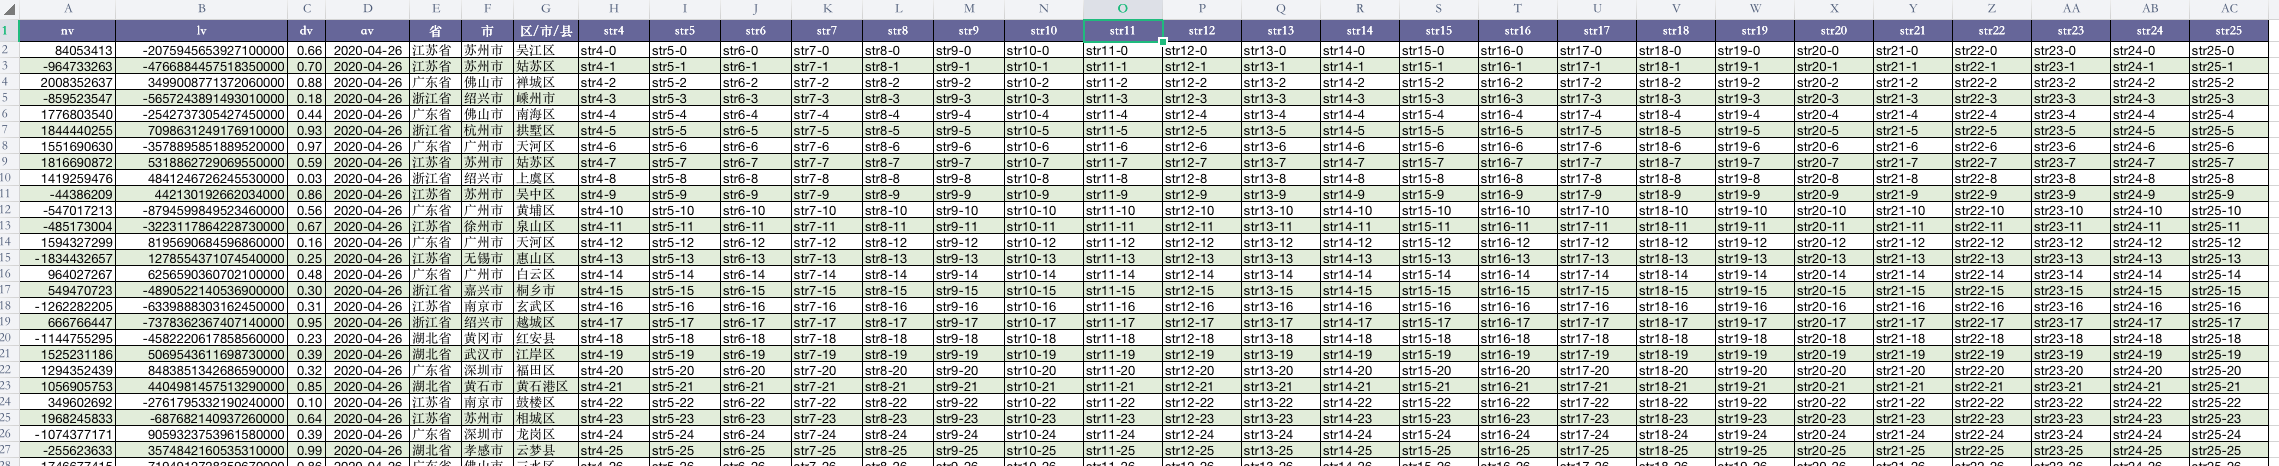 A B C D E F G H I J K L M N O P Q R S T U V W X Y Z AA AB AC
1 nv lv dv av 省 市 区/市/县 str4 str5 str6 str7 str8 str9 str10 str11 str12 str13 str14 str15 str16 str17 str18 str19 str20 str21 str22 str23 str24 str25
2 84053413 -2075945653927100000 0.66 2020-04-26 江苏省 苏州市 吴江区 str4-0 str5-0 str6-0 str7-0 str8-0 str9-0 str10-0 str11-0 str12-0 str13-0 str14-0 str15-0 str16-0 str17-0 str18-0 str19-0 str20-0 str21-0 str22-0 str23-0 str24-0 str25-0
3 -964733263 -4766884457518350000 0.70 2020-04-26 江苏省 苏州市 姑苏区 str4-1 str5-1 str6-1 str7-1 str8-1 str9-1 str10-1 str11-1 str12-1 str13-1 str14-1 str15-1 str16-1 str17-1 str18-1 str19-1 str20-1 str21-1 str22-1 str23-1 str24-1 str25-1
4 2008352637 3499008771372060000 0.88 2020-04-26 广东省 佛山市 禅城区 str4-2 str5-2 str6-2 str7-2 str8-2 str9-2 str10-2 str11-2 str12-2 str13-2 str14-2 str15-2 str16-2 str17-2 str18-2 str19-2 str20-2 str21-2 str22-2 str23-2 str24-2 str25-2
5 -859523547 -5657243891493010000 0.18 2020-04-26 浙江省 绍兴市 嵊州市 str4-3 str5-3 str6-3 str7-3 str8-3 str9-3 str10-3 str11-3 str12-3 str13-3 str14-3 str15-3 str16-3 str17-3 str18-3 str19-3 str20-3 str21-3 str22-3 str23-3 str24-3 str25-3
6 1776803540 -2542737305427450000 0.44 2020-04-26 广东省 佛山市 南海区 str4-4 str5-4 str6-4 str7-4 str8-4 str9-4 str10-4 str11-4 str12-4 str13-4 str14-4 str15-4 str16-4 str17-4 str18-4 str19-4 str20-4 str21-4 str22-4 str23-4 str24-4 str25-4
7 1844440255 7098631249176910000 0.93 2020-04-26 浙江省 杭州市 拱墅区 str4-5 str5-5 str6-5 str7-5 str8-5 str9-5 str10-5 str11-5 str12-5 str13-5 str14-5 str15-5 str16-5 str17-5 str18-5 str19-5 str20-5 str21-5 str22-5 str23-5 str24-5 str25-5
8 1551690630 -3578895851889520000 0.97 2020-04-26 广东省 广州市 天河区 str4-6 str5-6 str6-6 str7-6 str8-6 str9-6 str10-6 str11-6 str12-6 str13-6 str14-6 str15-6 str16-6 str17-6 str18-6 str19-6 str20-6 str21-6 str22-6 str23-6 str24-6 str25-6
9 1816690872 5318862729069550000 0.59 2020-04-26 江苏省 苏州市 姑苏区 str4-7 str5-7 str6-7 str7-7 str8-7 str9-7 str10-7 str11-7 str12-7 str13-7 str14-7 str15-7 str16-7 str17-7 str18-7 str19-7 str20-7 str21-7 str22-7 str23-7 str24-7 str25-7
10 1419259476 4841246726245530000 0.03 2020-04-26 浙江省 绍兴市 上虞区 str4-8 str5-8 str6-8 str7-8 str8-8 str9-8 str10-8 str11-8 str12-8 str13-8 str14-8 str15-8 str16-8 str17-8 str18-8 str19-8 str20-8 str21-8 str22-8 str23-8 str24-8 str25-8
11 -44386209 442130192662034000 0.86 2020-04-26 江苏省 苏州市 吴中区 str4-9 str5-9 str6-9 str7-9 str8-9 str9-9 str10-9 str11-9 str12-9 str13-9 str14-9 str15-9 str16-9 str17-9 str18-9 str19-9 str20-9 str21-9 str22-9 str23-9 str24-9 str25-9
12 -547017213 -8794599849523460000 0.56 2020-04-26 广东省 广州市 黄埔区 str4-10 str5-10 str6-10 str7-10 str8-10 str9-10 str10-10 str11-10 str12-10 str13-10 str14-10 str15-10 str16-10 str17-10 str18-10 str19-10 str20-10 str21-10 str22-10 str23-10 str24-10 str25-10
13 -485173004 -3223117864228730000 0.67 2020-04-26 江苏省 徐州市 泉山区 str4-11 str5-11 str6-11 str7-11 str8-11 str9-11 str10-11 str11-11 str12-11 str13-11 str14-11 str15-11 str16-11 str17-11 str18-11 str19-11 str20-11 str21-11 str22-11 str23-11 str24-11 str25-11
14 1594327299 8195690684596860000 0.16 2020-04-26 广东省 广州市 天河区 str4-12 str5-12 str6-12 str7-12 str8-12 str9-12 str10-12 str11-12 str12-12 str13-12 str14-12 str15-12 str16-12 str17-12 str18-12 str19-12 str20-12 str21-12 str22-12 str23-12 str24-12 str25-12
15 -1834432657 1278554371074540000 0.25 2020-04-26 江苏省 无锡市 惠山区 str4-13 str5-13 str6-13 str7-13 str8-13 str9-13 str10-13 str11-13 str12-13 str13-13 str14-13 str15-13 str16-13 str17-13 str18-13 str19-13 str20-13 str21-13 str22-13 str23-13 str24-13 str25-13
16 964027267 6256590360702100000 0.48 2020-04-26 广东省 广州市 白云区 str4-14 str5-14 str6-14 str7-14 str8-14 str9-14 str10-14 str11-14 str12-14 str13-14 str14-14 str15-14 str16-14 str17-14 str18-14 str19-14 str20-14 str21-14 str22-14 str23-14 str24-14 str25-14
17 549470723 -4890522140536900000 0.30 2020-04-26 浙江省 嘉兴市 桐乡市 str4-15 str5-15 str6-15 str7-15 str8-15 str9-15 str10-15 str11-15 str12-15 str13-15 str14-15 str15-15 str16-15 str17-15 str18-15 str19-15 str20-15 str21-15 str22-15 str23-15 str24-15 str25-15
18 -1262282205 -6339888303162450000 0.31 2020-04-26 江苏省 南京市 玄武区 str4-16 str5-16 str6-16 str7-16 str8-16 str9-16 str10-16 str11-16 str12-16 str13-16 str14-16 str15-16 str16-16 str17-16 str18-16 str19-16 str20-16 str21-16 str22-16 str23-16 str24-16 str25-16
19 666766447 -7378362367407140000 0.95 2020-04-26 浙江省 绍兴市 越城区 str4-17 str5-17 str6-17 str7-17 str8-17 str9-17 str10-17 str11-17 str12-17 str13-17 str14-17 str15-17 str16-17 str17-17 str18-17 str19-17 str20-17 str21-17 str22-17 str23-17 str24-17 str25-17
20 -1144755295 -4582220617858560000 0.23 2020-04-26 湖北省 黄冈市 红安县 str4-18 str5-18 str6-18 str7-18 str8-18 str9-18 str10-18 str11-18 str12-18 str13-18 str14-18 str15-18 str16-18 str17-18 str18-18 str19-18 str20-18 str21-18 str22-18 str23-18 str24-18 str25-18
21 1525231186 5069543611698730000 0.39 2020-04-26 湖北省 武汉市 江岸区 str4-19 str5-19 str6-19 str7-19 str8-19 str9-19 str10-19 str11-19 str12-19 str13-19 str14-19 str15-19 str16-19 str17-19 str18-19 str19-19 str20-19 str21-19 str22-19 str23-19 str24-19 str25-19
22 1294352439 8483851342686590000 0.32 2020-04-26 广东省 深圳市 福田区 str4-20 str5-20 str6-20 str7-20 str8-20 str9-20 str10-20 str11-20 str12-20 str13-20 str14-20 str15-20 str16-20 str17-20 str18-20 str19-20 str20-20 str21-20 str22-20 str23-20 str24-20 str25-20
23 1056905753 4404981457513290000 0.85 2020-04-26 湖北省 黄石市 黄石港区 str4-21 str5-21 str6-21 str7-21 str8-21 str9-21 str10-21 str11-21 str12-21 str13-21 str14-21 str15-21 str16-21 str17-21 str18-21 str19-21 str20-21 str21-21 str22-21 str23-21 str24-21 str25-21
24 349602692 -2761795332190240000 0.10 2020-04-26 江苏省 南京市 鼓楼区 str4-22 str5-22 str6-22 str7-22 str8-22 str9-22 str10-22 str11-22 str12-22 str13-22 str14-22 str15-22 str16-22 str17-22 str18-22 str19-22 str20-22 str21-22 str22-22 str23-22 str24-22 str25-22
25 1968245833 -687682140937260000 0.64 2020-04-26 江苏省 苏州市 相城区 str4-23 str5-23 str6-23 str7-23 str8-23 str9-23 str10-23 str11-23 str12-23 str13-23 str14-23 str15-23 str16-23 str17-23 str18-23 str19-23 str20-23 str21-23 str22-23 str23-23 str24-23 str25-23
26 -1074377171 9059323753961580000 0.39 2020-04-26 广东省 深圳市 龙岗区 str4-24 str5-24 str6-24 str7-24 str8-24 str9-24 str10-24 str11-24 str12-24 str13-24 str14-24 str15-24 str16-24 str17-24 str18-24 str19-24 str20-24 str21-24 str22-24 str23-24 str24-24 str25-24
27 -255623633 3574842160535310000 0.99 2020-04-26 湖北省 孝感市 云梦县 str4-25 str5-25 str6-25 str7-25 str8-25 str9-25 str10-25 str11-25 str12-25 str13-25 str14-25 str15-25 str16-25 str17-25 str18-25 str19-25 str20-25 str21-25 str22-25 str23-25 str24-25 str25-25